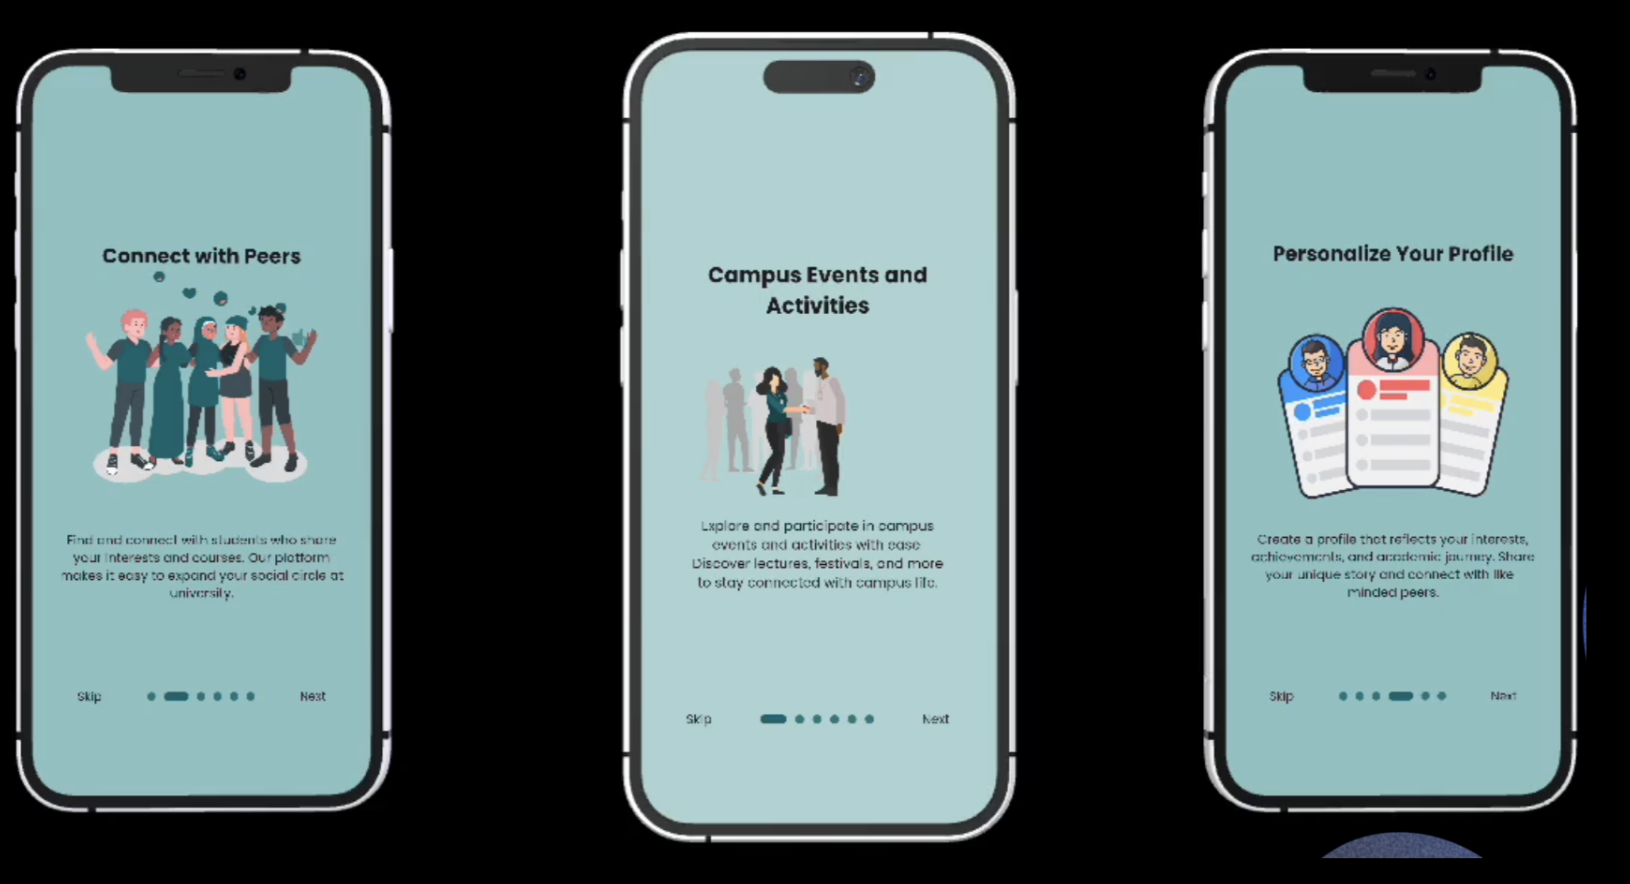 Connect with Peers
Find and connect with students who share
your interests and courses. Our platform
makes it easy to expand your social circle at
university.
Skip
Next
Campus Events and
Activities
Explore and participate in campus
events and activities with ease
Discover lectures, festivals, and more
to stay connected with campus life.
Skip
Next
Personalize Your Profile
Create a profile that reflects your interests,
achievements, and academic journey. Share
your unique story and connect with like
minded peers.
Skip
Next